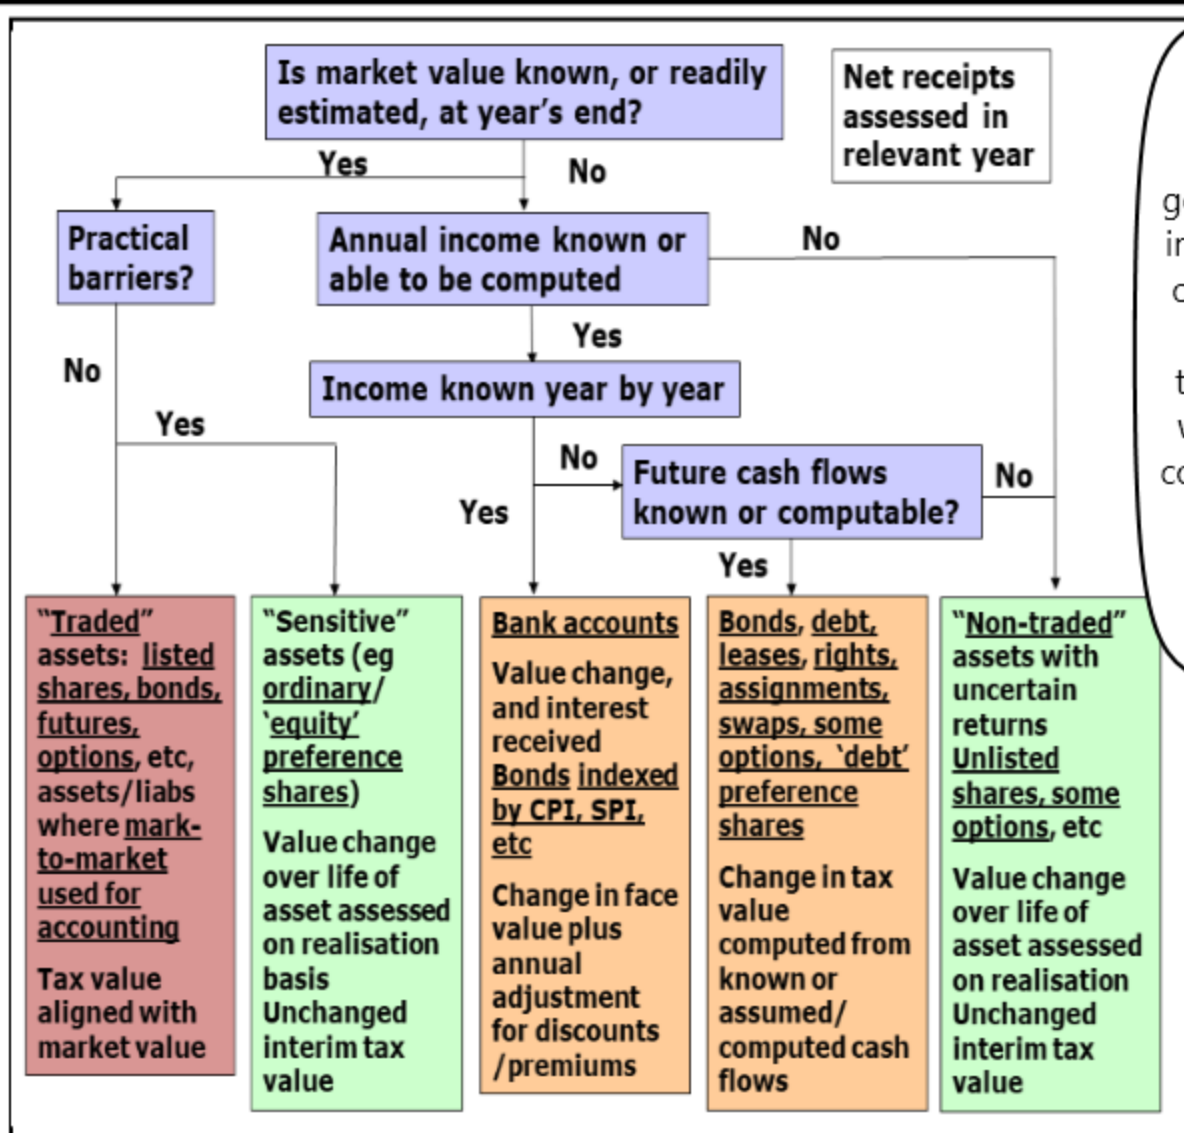 Is market value known, or readily
estimated, at year's end?
Net receipts
assessed in
relevant year
Yes
No
Practical
barriers?
Annual income known or
able to be computed
No
No
Yes
Income known year by year
Yes
No
Future cash flows
known or computable?
No
Yes
Yes
“Traded”
assets: listed
shares, bonds,
futures,
options, etc,
assets/liabs
where mark-
to-market
used for
accounting
Tax value
aligned with
market value
“Sensitive”
assets (eg
ordinary/
‘equity’
preference
shares)
Value change
over life of
asset assessed
on realisation
basis
Unchanged
interim tax
value
Bank accounts
Value change,
and interest
received
Bonds indexed
by CPI, SPI,
etc
Change in face
value plus
annual
adjustment
for discounts
/premiums
Bonds, debt,
leases, rights,
assignments,
swaps, some
options, ‘debt’
preference
shares
Change in tax
value
computed from
known or
assumed/
computed cash
flows
“Non-traded”
assets with
uncertain
returns
Unlisted
shares, some
options, etc
Value change
over life of
asset assessed
on realisation
Unchanged
interim tax
value